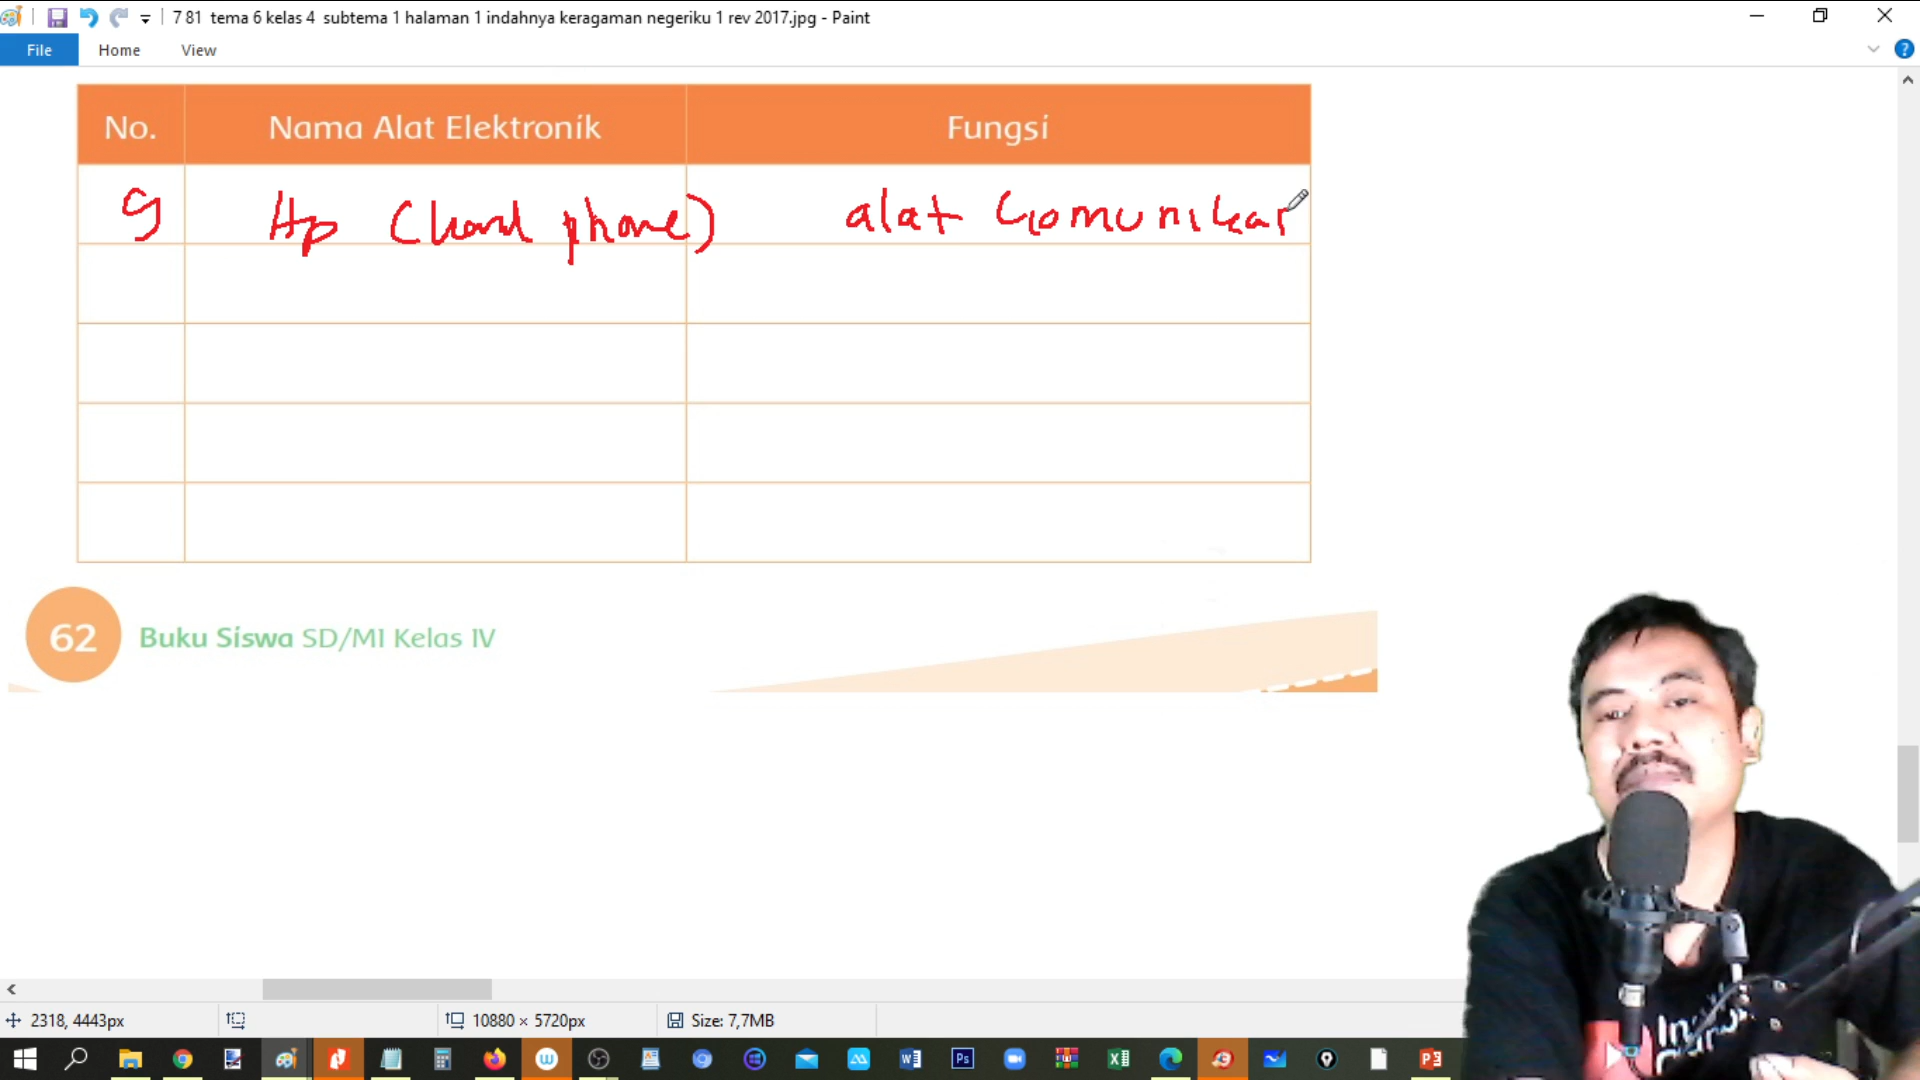 7 81 tema 6 kelas 4 subtema 1 halaman 1 indahnya keragaman negeriku 1 rev 2017.jpg - Paint
File Home View
No. Nama Alat Elektronik Fungsi
9 Hp (hand phone) alat komunikas
62 Buku Siswa SD/MI Kelas IV
2318, 4443px 10880 × 5720px Size: 7,7MB